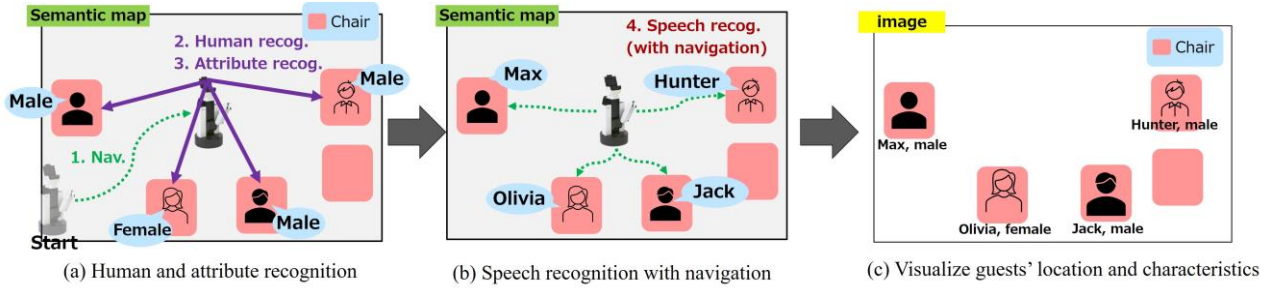 Semantic map
Chair
2. Human recog.
3. Attribute recog.
Male
Male
1. Nav.
Female
Male
Start
(a) Human and attribute recognition
Semantic map
4. Speech recog.
(with navigation)
Max
Hunter
Olivia
Jack
(b) Speech recognition with navigation
image
Chair
Max, male
Hunter, male
Olivia, female
Jack, male
(c) Visualize guests' location and characteristics